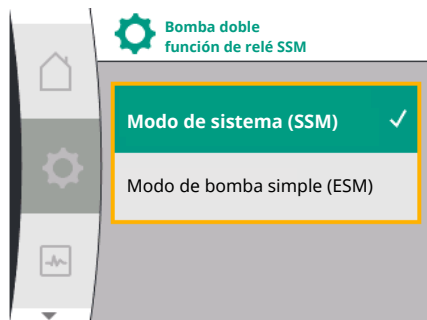 Bomba doble
función de relé SSM
Modo de sistema (SSM)
Modo de bomba simple (ESM)